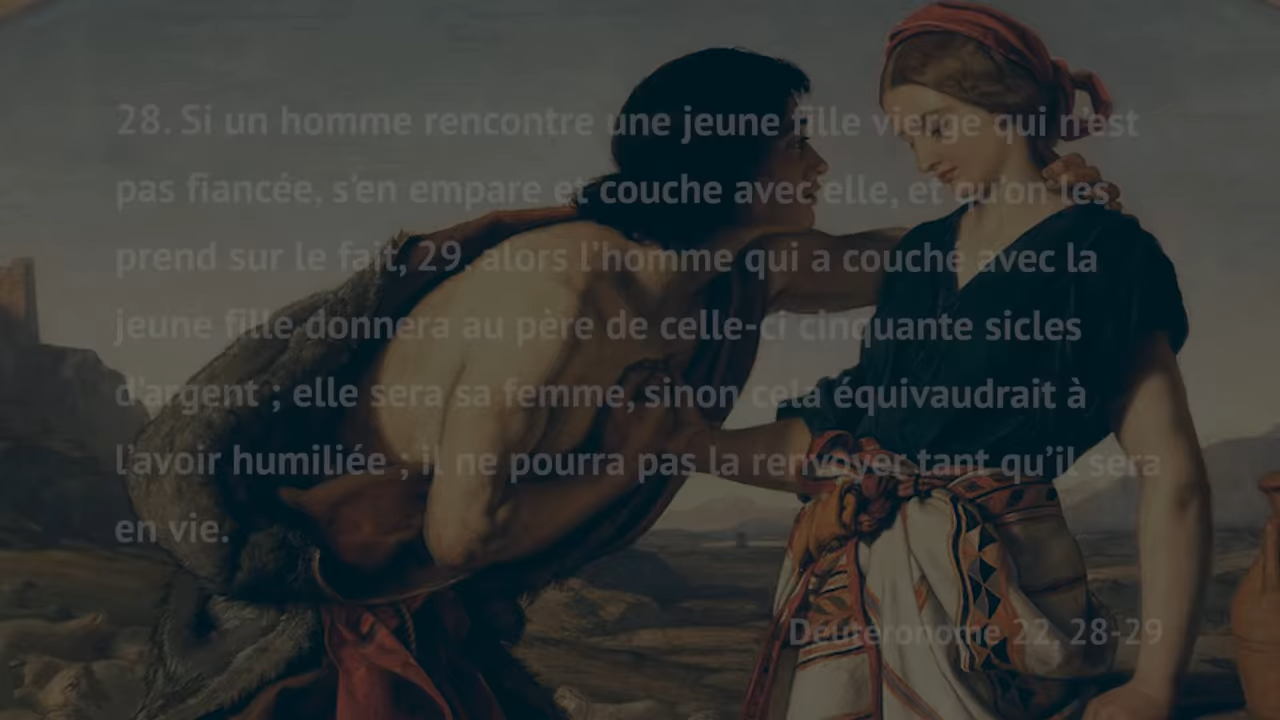 28. Si un homme rencontre une jeune fille vierge qui n'est
pas fiancée, s'en empare et couche avec elle, et qu'on les
prend sur le fait, 29. alors l'homme qui a couche avec la
jeune fille donnera au père de celle-ci cinquante sicles
d'argent ; elle sera sa femme, sinon cela équivaudrait à
l'avoir humiliée ; il ne pourra pas la renvoyer tant qu'il sera
en vie.
Deutéronome 22, 28-29